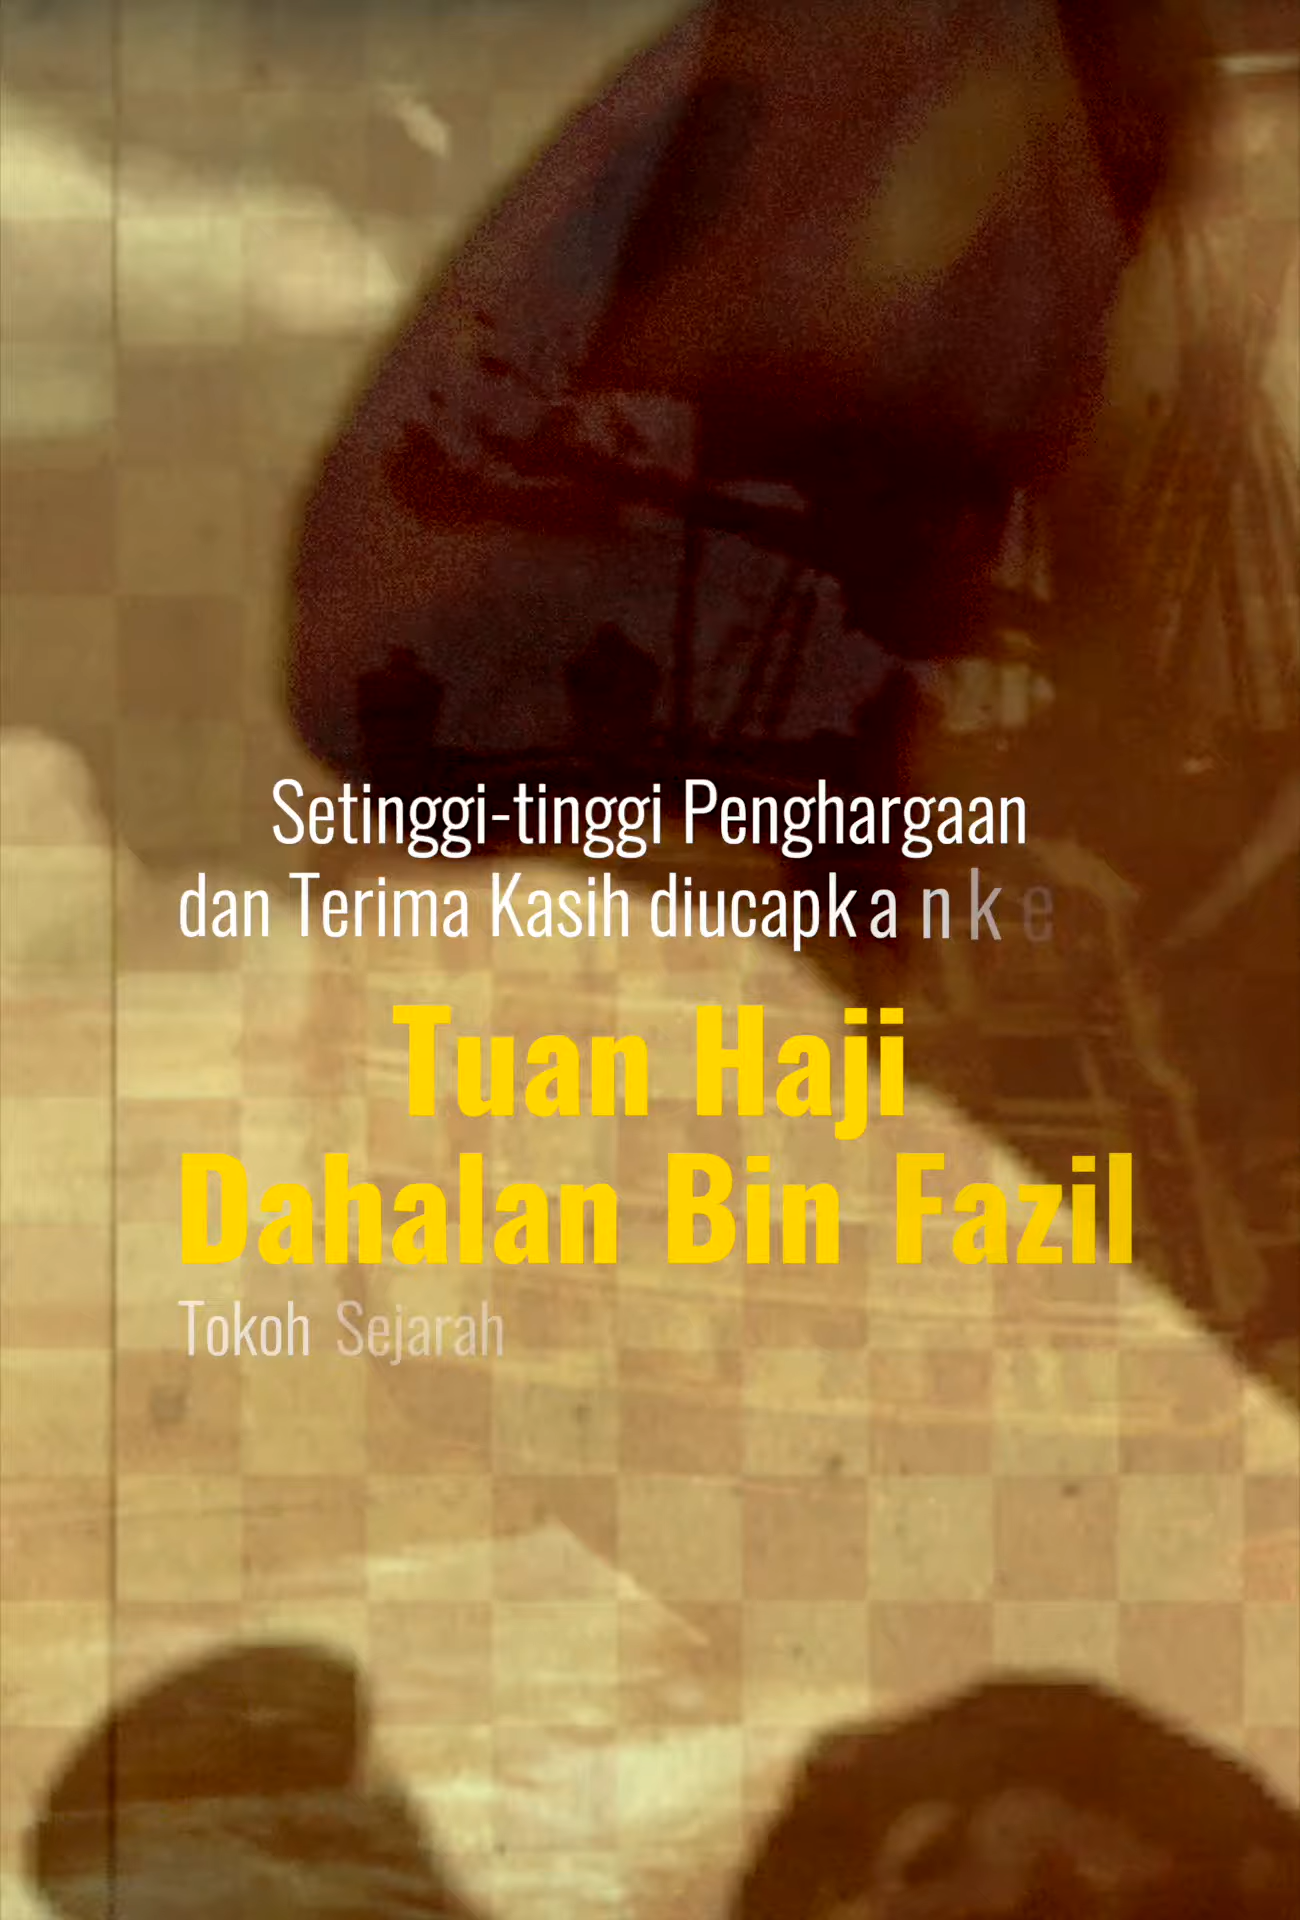 Setinggi-tinggi Penghargaan
dan Terima Kasih diucapkan ke
Tuan Haji
Dahalan Bin Fazil
Tokoh Sejarah